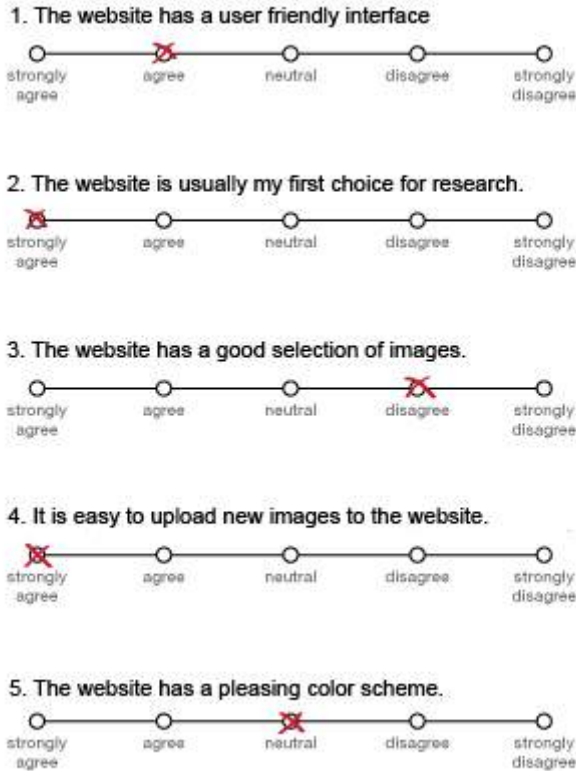 1. The website has a user friendly interface
strongly agree agree neutral disagree strongly disagree
2. The website is usually my first choice for research.
strongly agree agree neutral disagree strongly disagree
3. The website has a good selection of images.
strongly agree agree neutral disagree strongly disagree
4. It is easy to upload new images to the website.
strongly agree agree neutral disagree strongly disagree
5. The website has a pleasing color scheme.
strongly agree agree neutral disagree strongly disagree